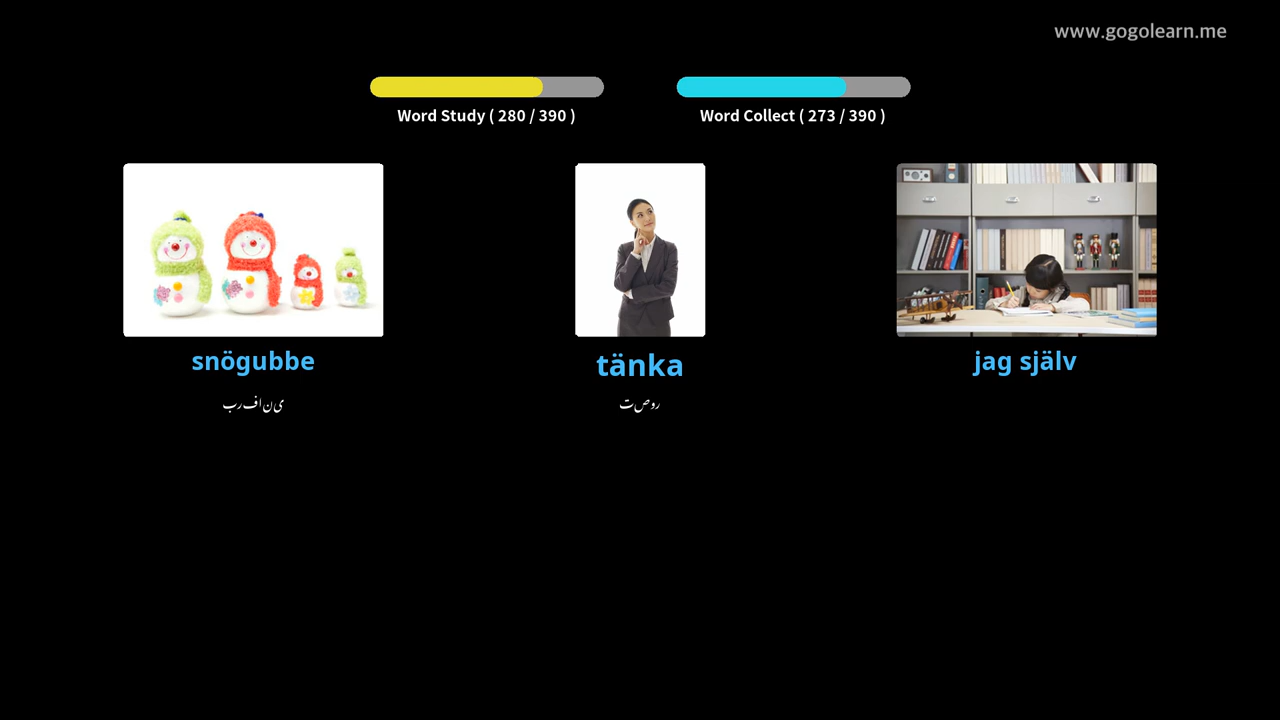 www.gogolearn.me
Word Study ( 280 / 390 )
Word Collect ( 273 / 390 )
snögubbe
tänka
jag själv
برفانی
تصور